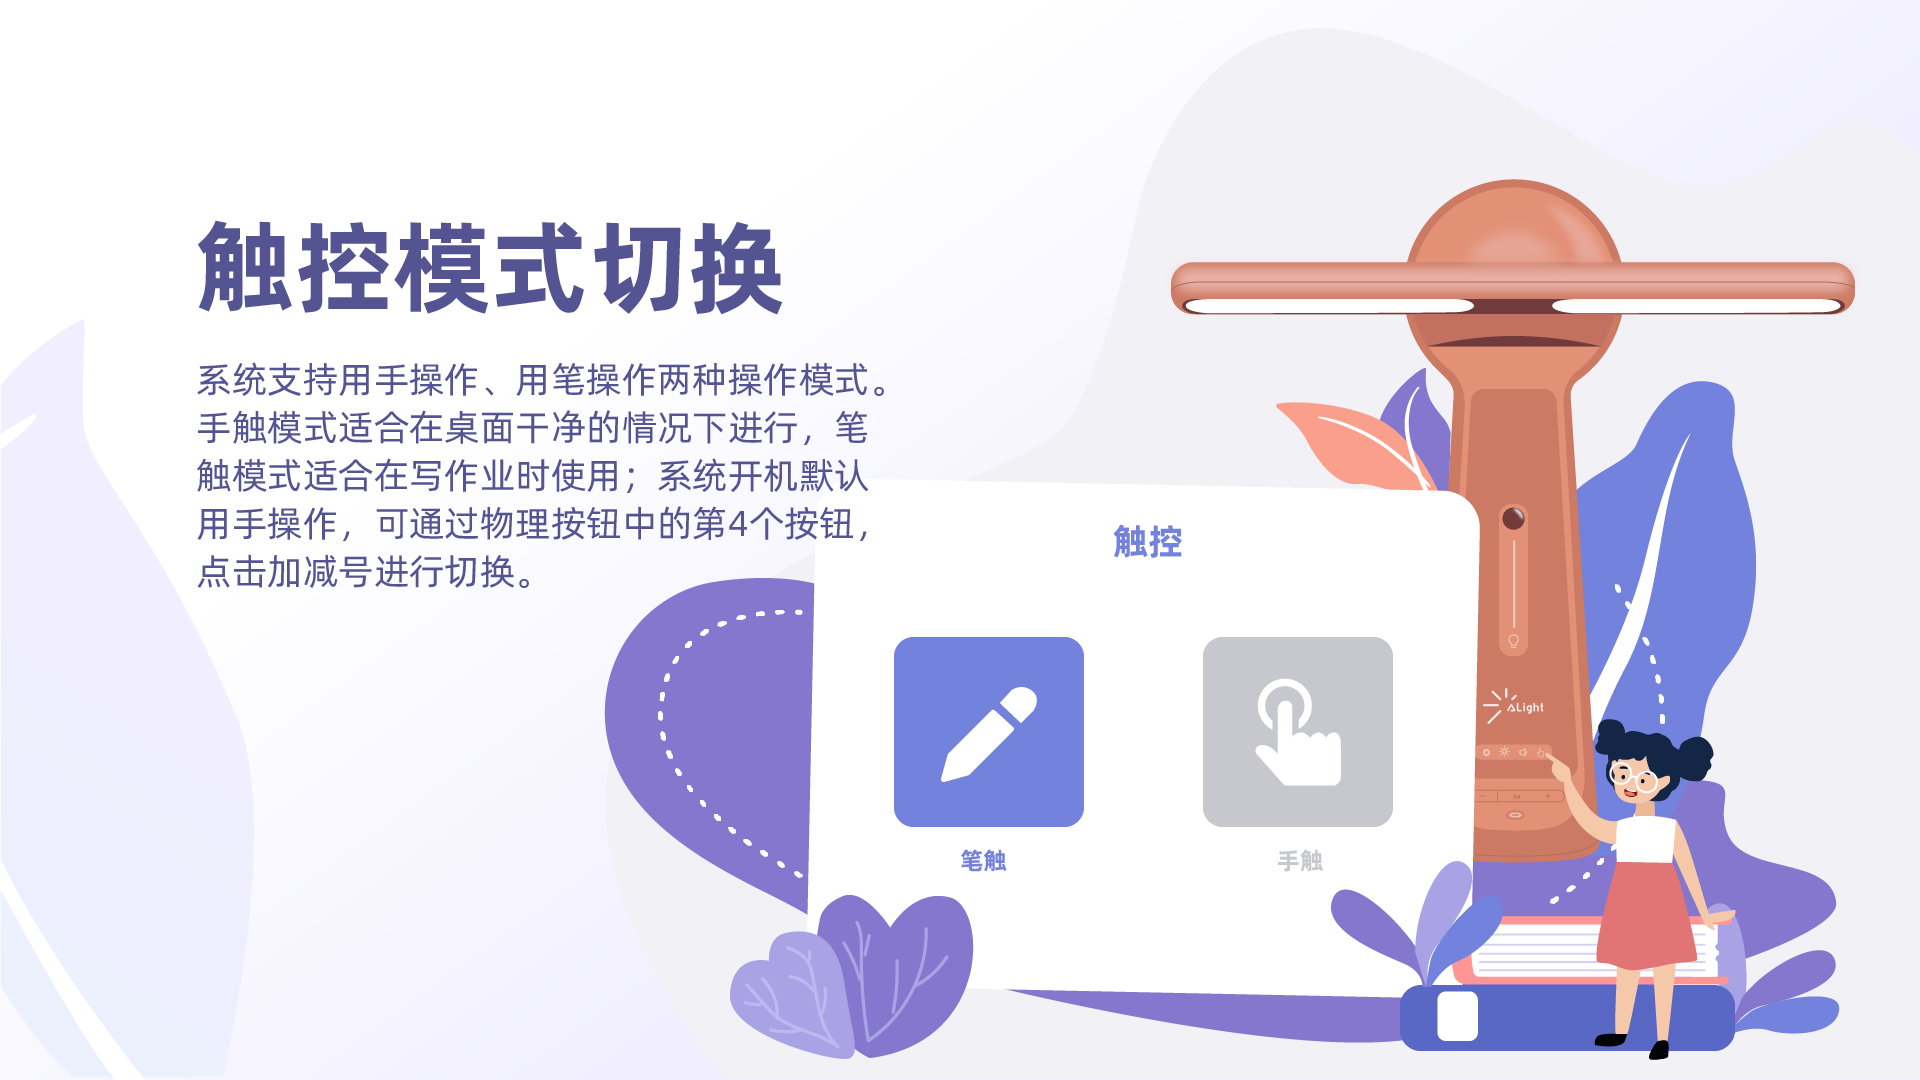 触控模式切换
系统支持用手操作、用笔操作两种操作模式。
手触模式适合在桌面干净的情况下进行，笔
触模式适合在写作业时使用；系统开机默认
用手操作，可通过物理按钮中的第4个按钮，
点击加减号进行切换。
触控
笔触
手触
ΔLight